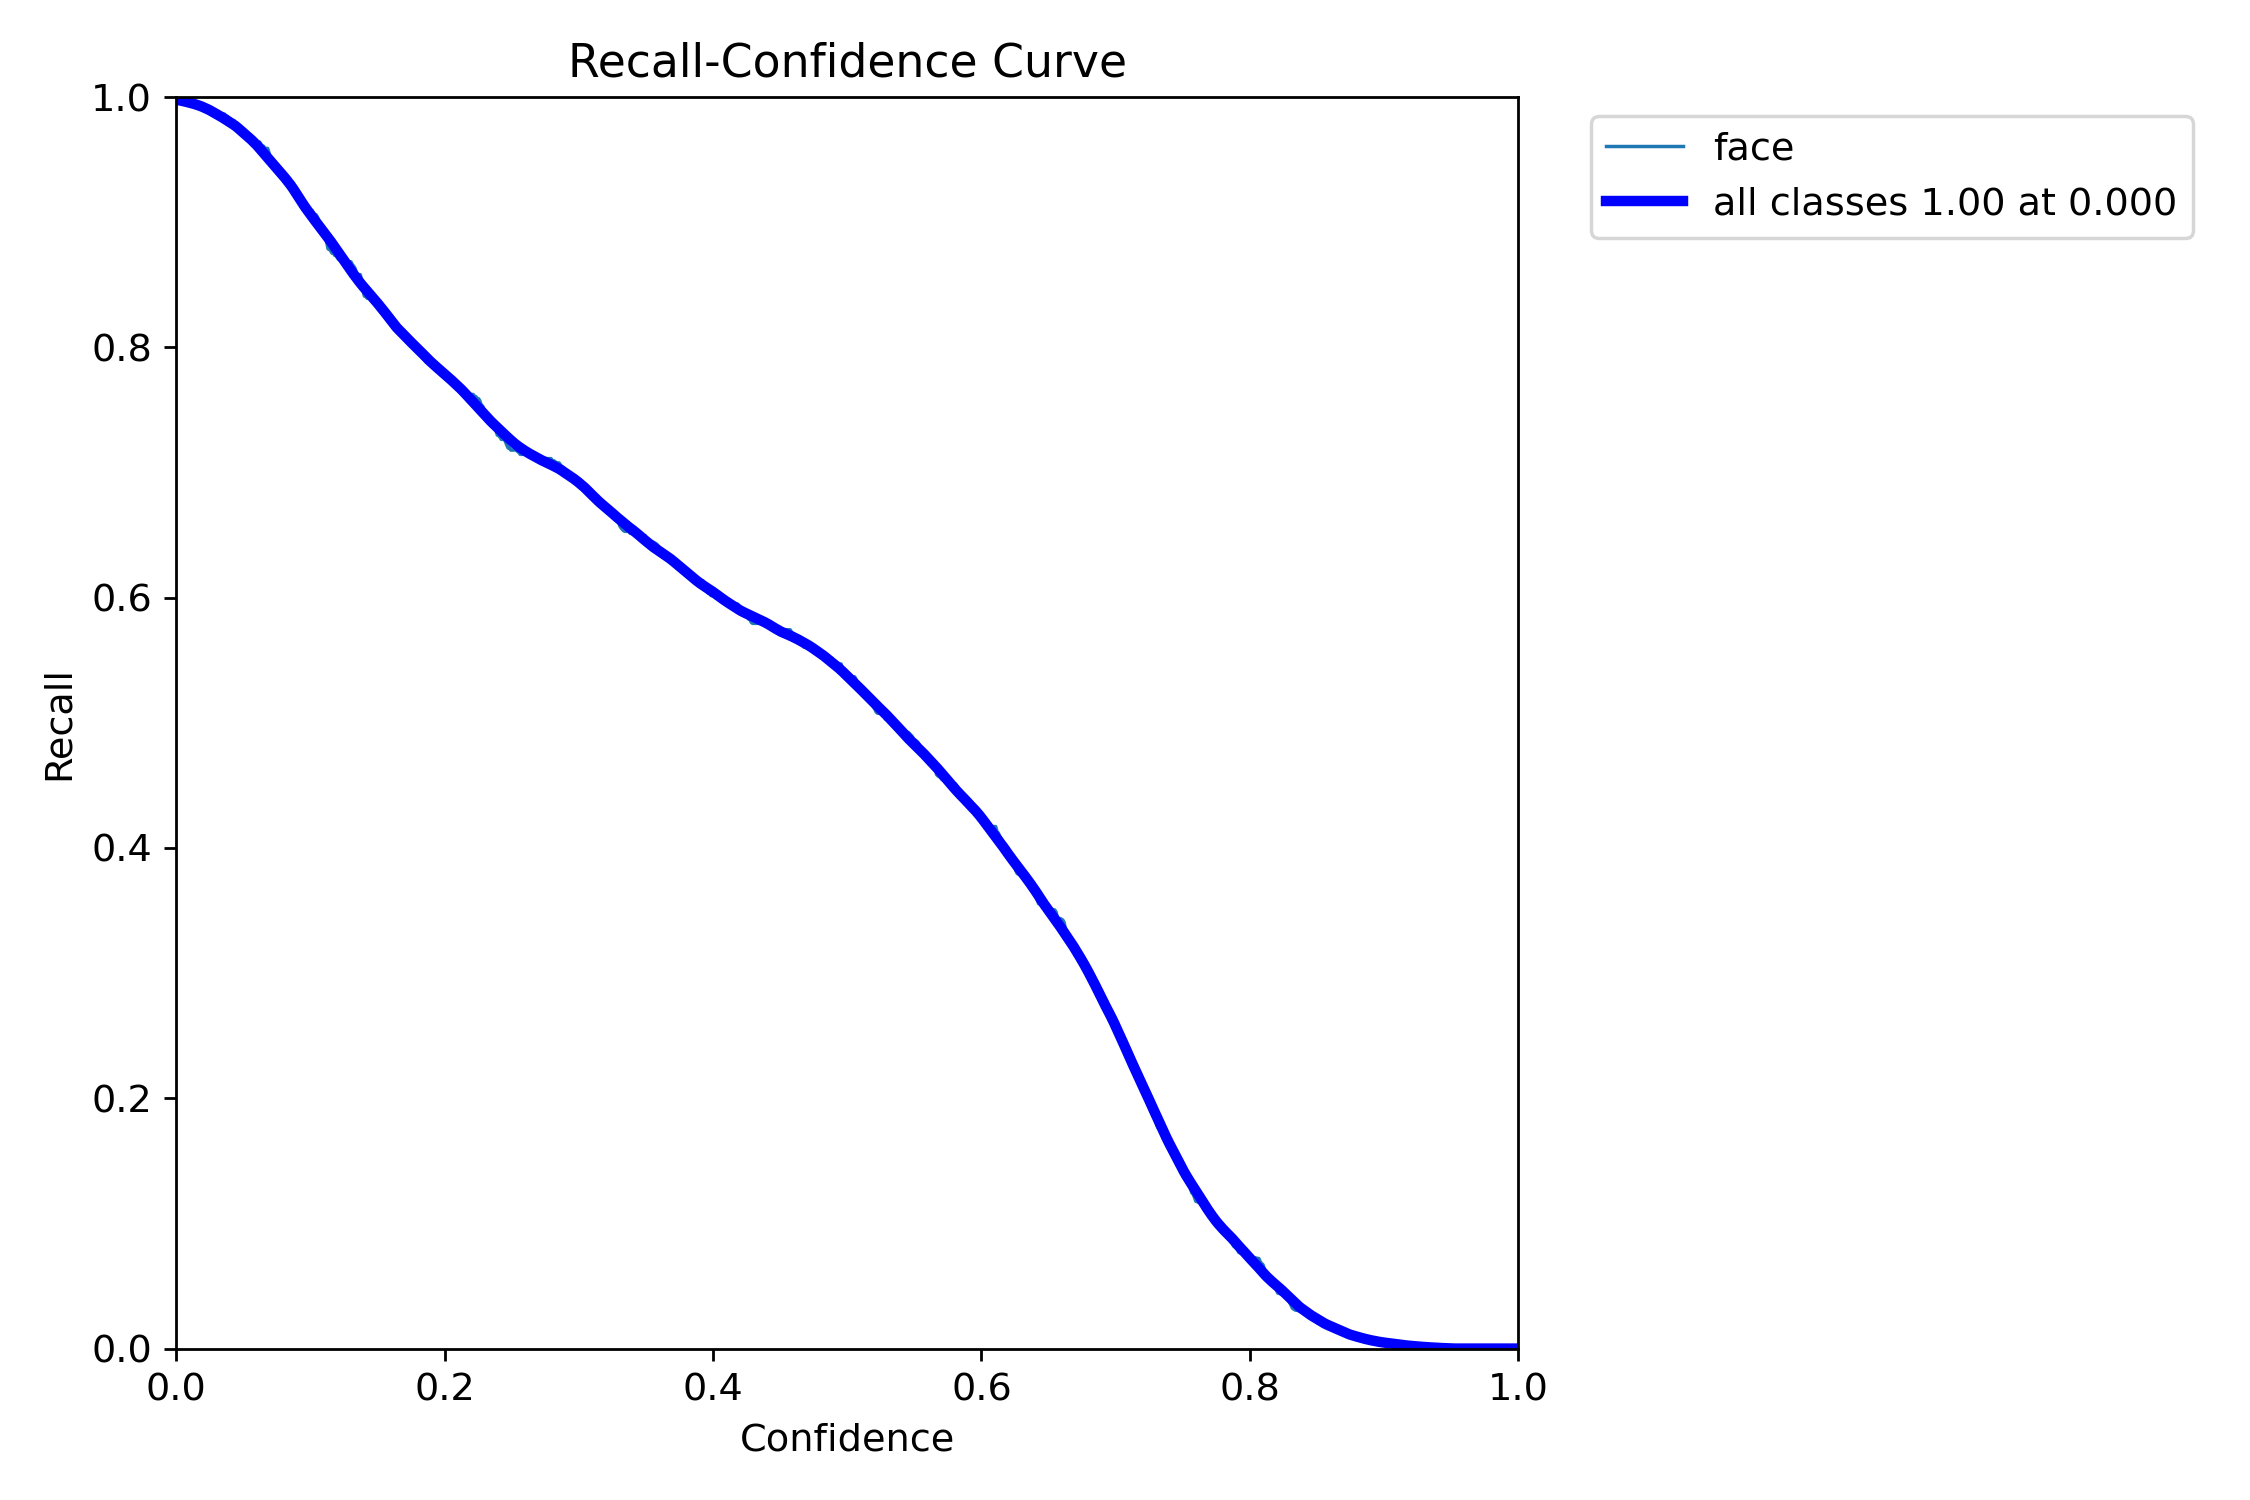 Recall-Confidence Curve
1.0
0.8
0.6
0.4
0.2
0.0
Recall
0.0 0.2 0.4 0.6 0.8 1.0
Confidence
face
all classes 1.00 at 0.000